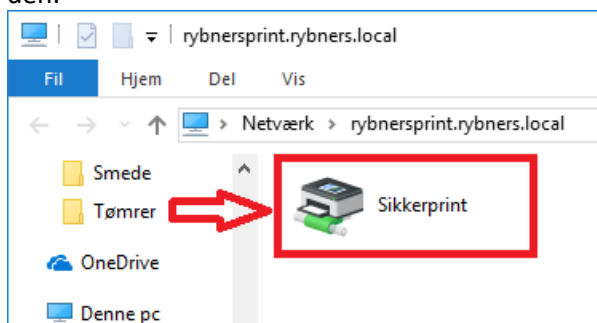 rybnersprint.rybners.local
Fil Hjem Del Vis
Netværk > rybnersprint.rybners.local
Smede
Tømrer
Sikkerprint
OneDrive
Denne pc